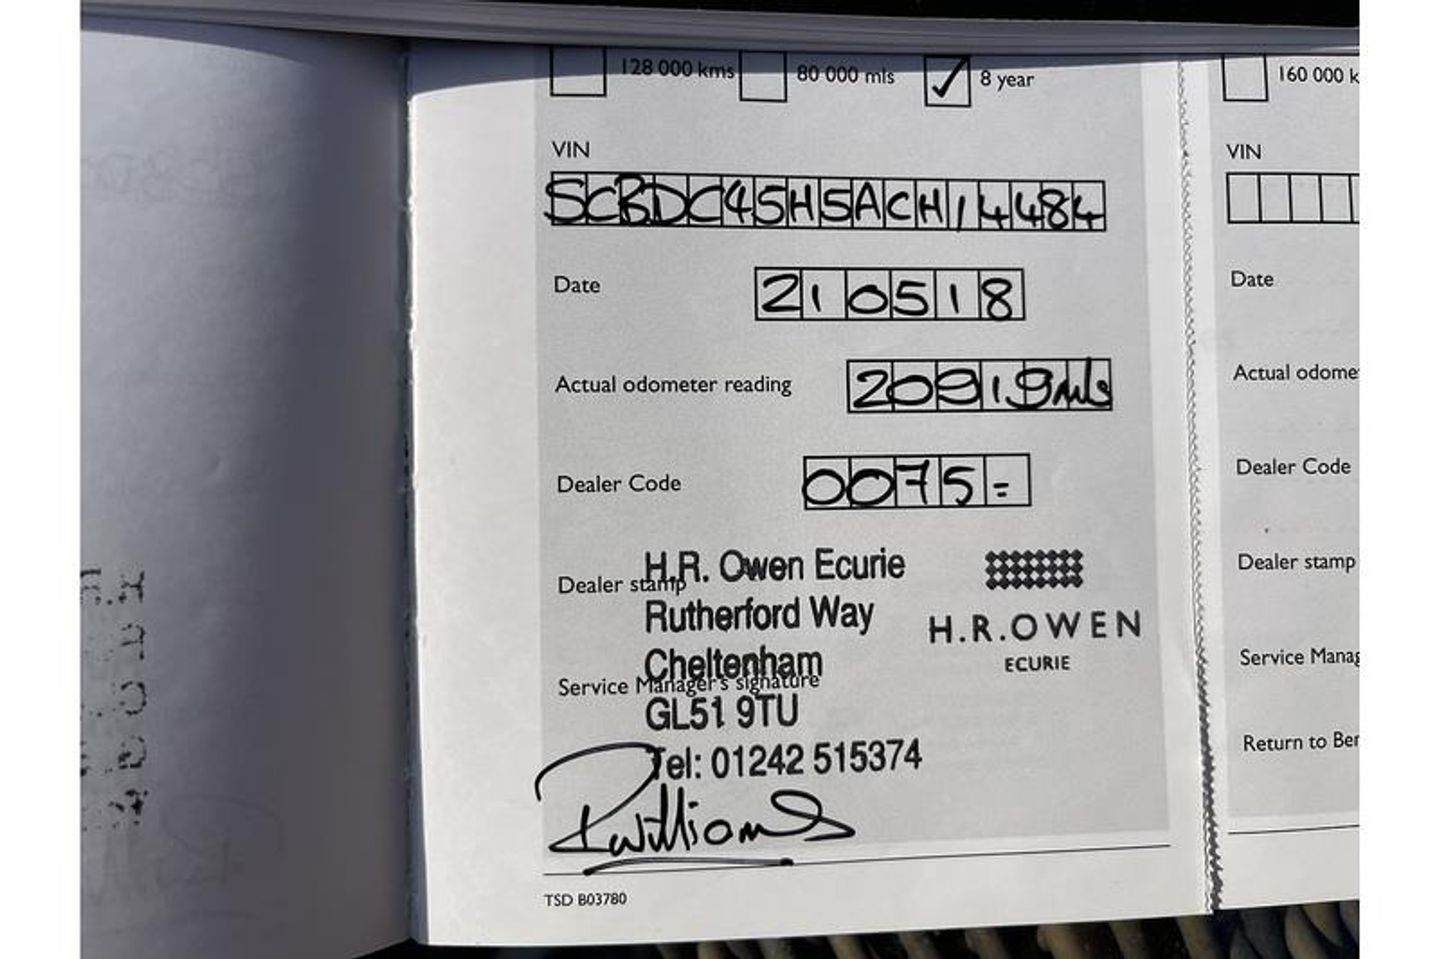 128 000 kms 80 000 mls ✓ 8 year
VIN
SCBDC45H5ACH14484
Date 210518
Actual odometer reading 20919mls
Dealer Code 0075=
Dealer stamp
H.R. Owen Ecurie
Rutherford Way
Cheltenham
GL51 9TU
Tel: 01242 515374
H.R.OWEN
ECURIE
Service Manager's signature
RWilliams
TSD B03780
160 000 k
VIN
Date
Actual odome
Dealer Code
Dealer stamp
Service Manag
Return to Ber